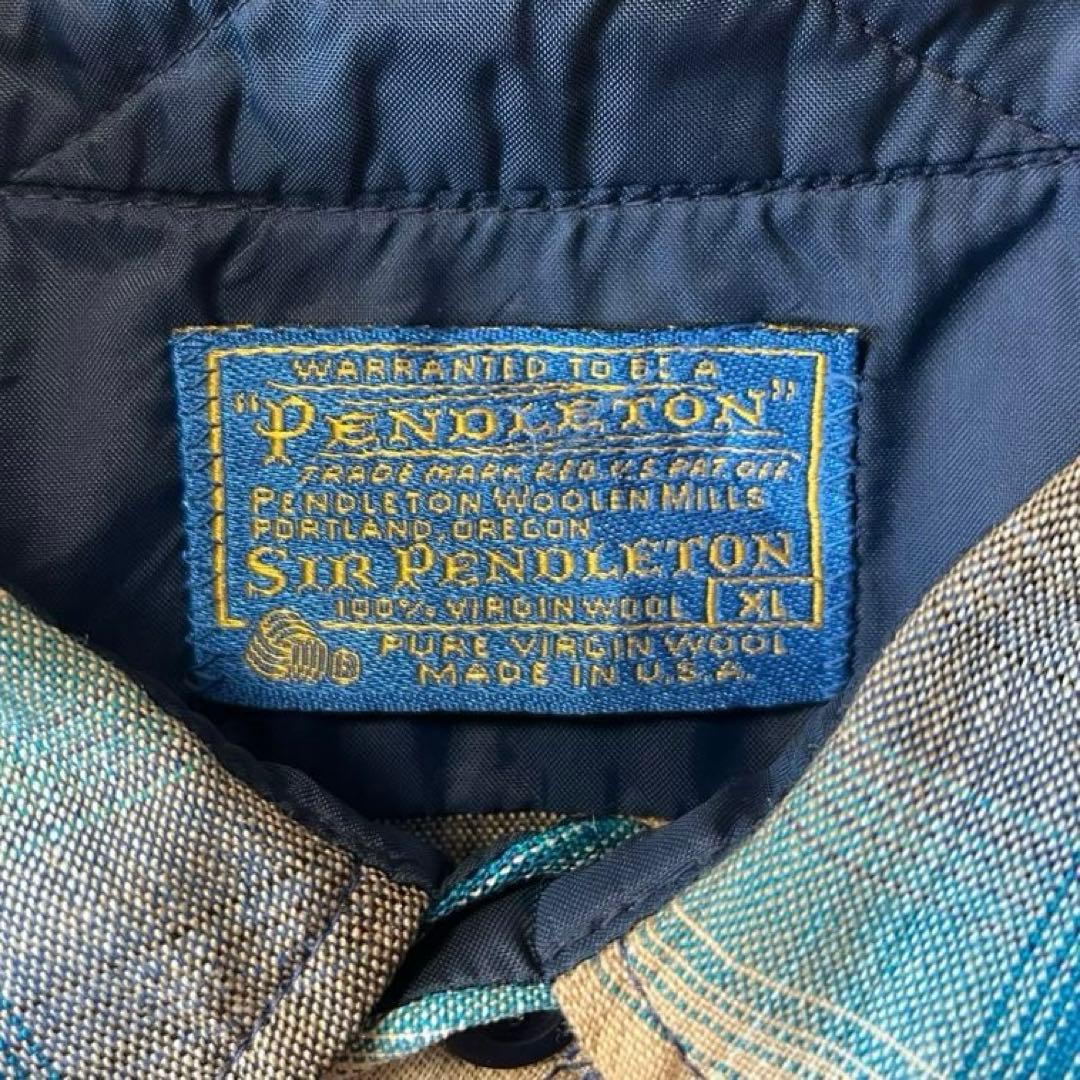 WARRANTED TO BE A
"PENDLETON"
TRADE MARK REG. U.S. PAT. OFF.
PENDLETON WOOLEN MILLS
PORTLAND, OREGON
SIR PENDLETON
100% VIRGIN WOOL XL
PURE VIRGIN WOOL
MADE IN U.S.A.